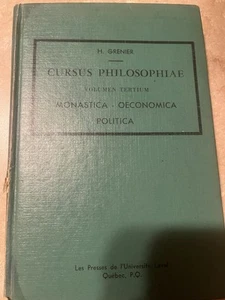 H. GRENIER
CURSUS PHILOSOPHIAE
VOLUMEN TERTIUM
MONASTICA - OECONOMICA
POLITICA
Les Presses de l'Université Laval
Québec, P.Q.